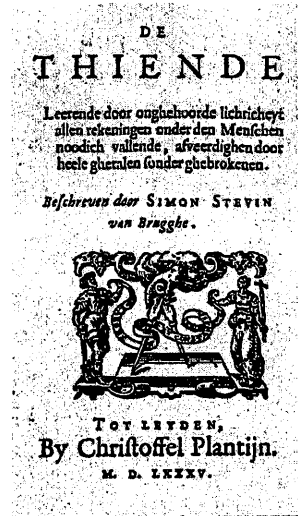 DE
THIENDE
Leerende door onghehoorde lichticheyt
allen rekeningen onder den Menſchen
noodich vallende, afveerdighen door
heele ghetalen ſonder ghebrokenen.
Beſchreven door SIMON STEVIN
van Brugghe.
TOT LEYDEN,
By Chriſtoffel Plantijn.
M. D. LXXXV.